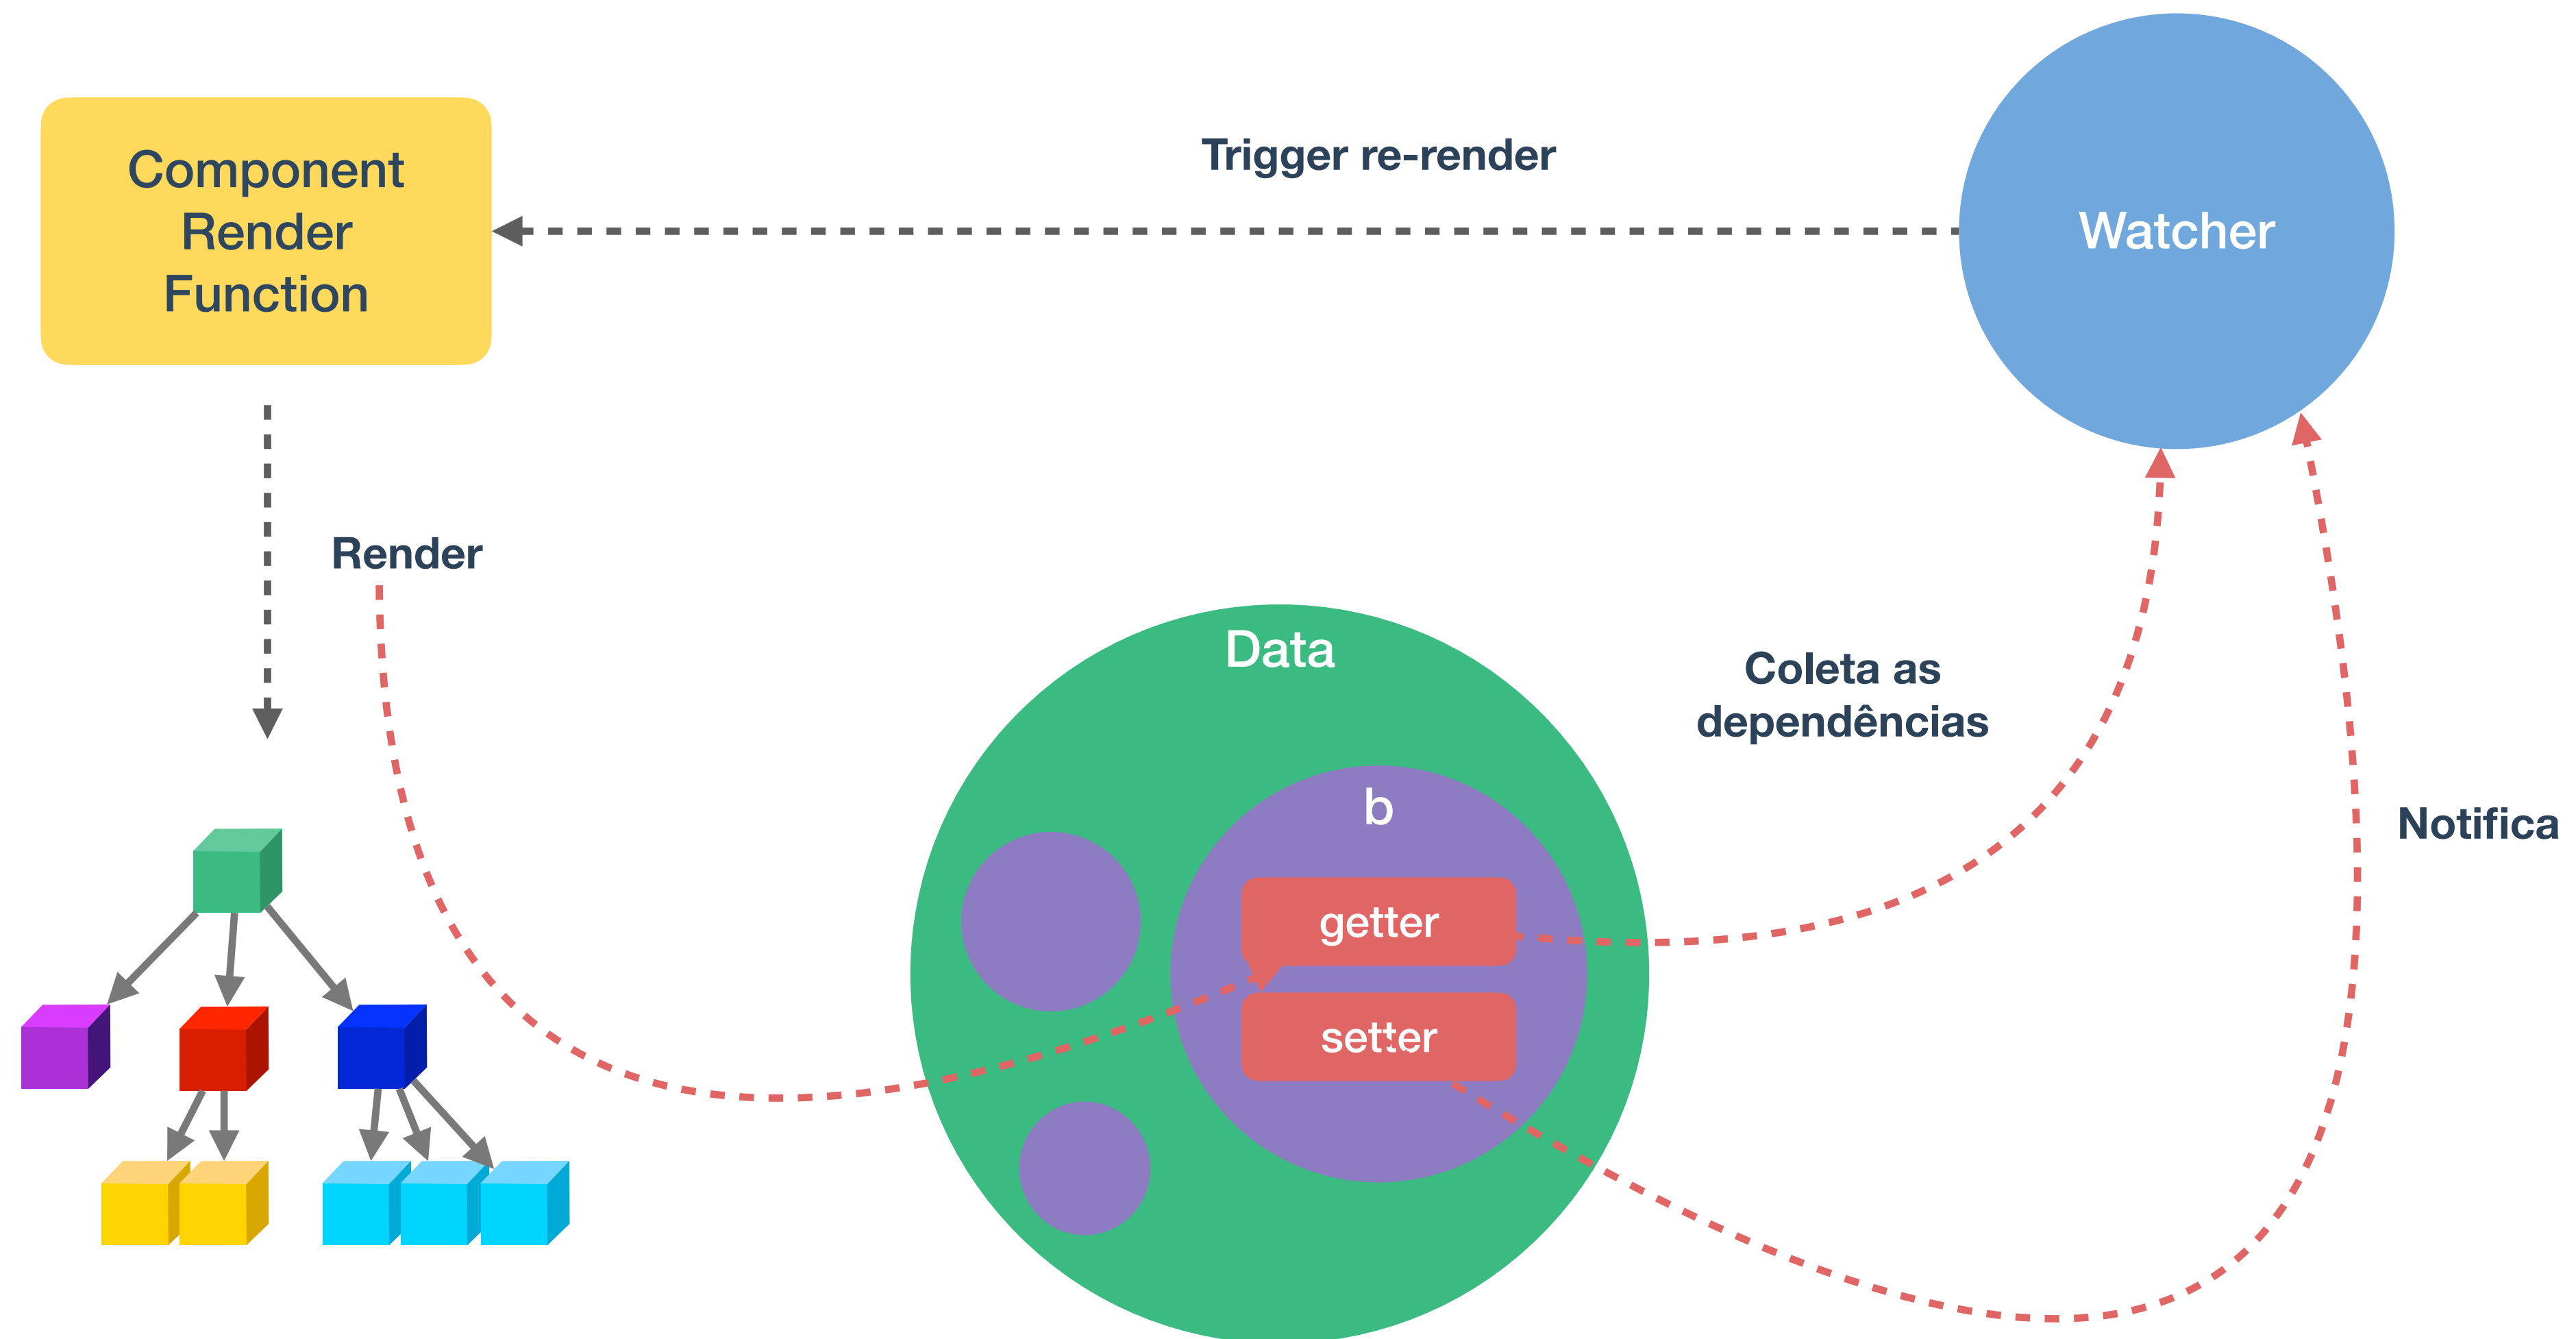 Component
Render
Function
Trigger re-render
Watcher
Render
Data
Coleta as
dependências
b
Notifica
getter
setter